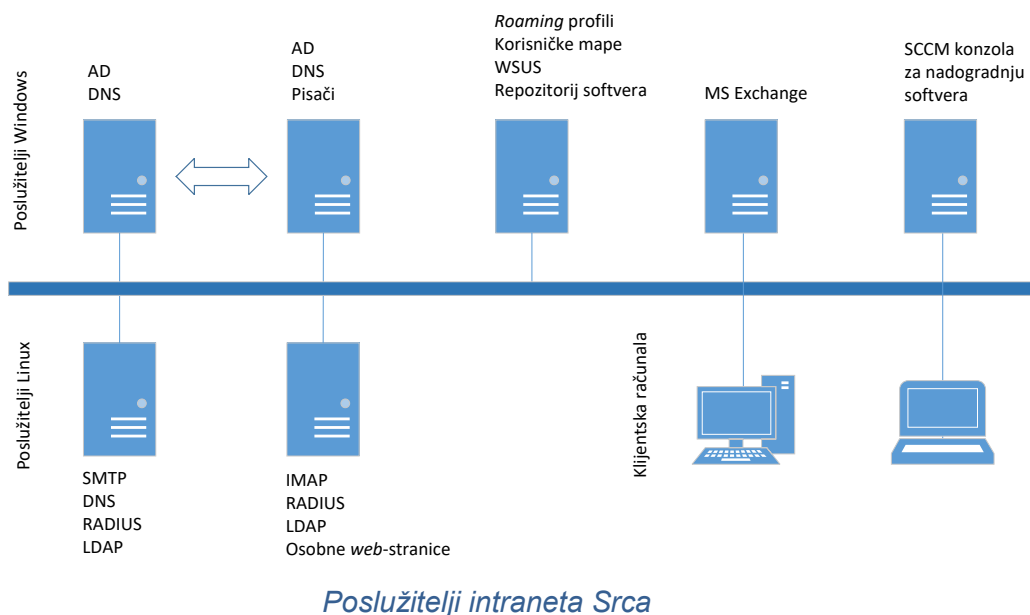 Poslužitelji Windows
AD
DNS
AD
DNS
Pisači
Roaming profili
Korisničke mape
WSUS
Repozitorij softvera
MS Exchange
SCCM konzola
za nadogradnju
softvera
Poslužitelji Linux
SMTP
DNS
RADIUS
LDAP
IMAP
RADIUS
LDAP
Osobne web-stranice
Klijentska računala
Poslužitelji intraneta Srca